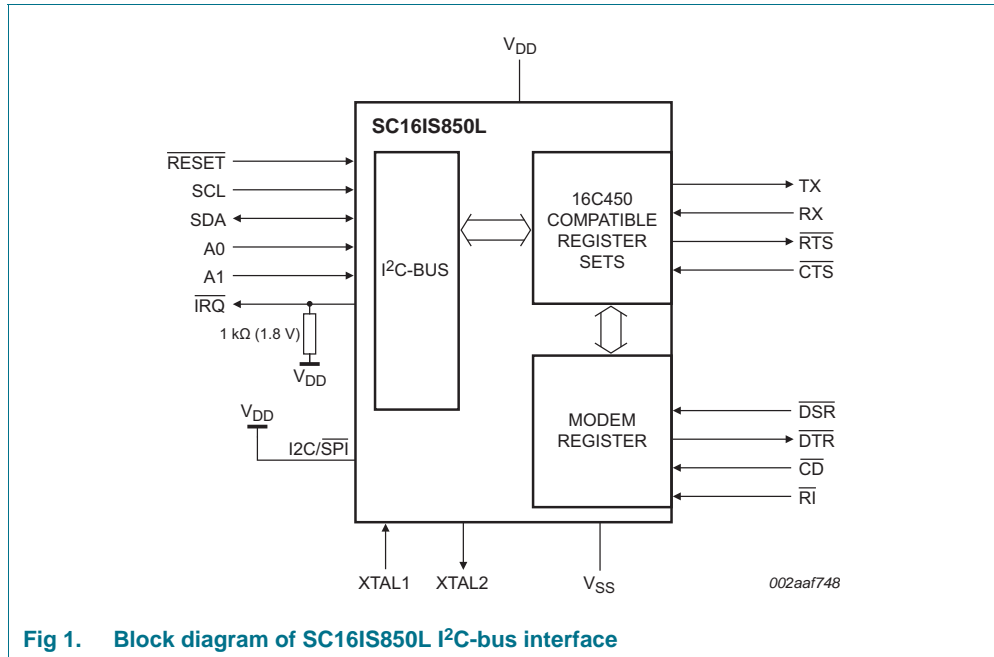 VDD
SC16IS850L
RESET
SCL
SDA
A0
A1
IRQ
1 kΩ (1.8 V)
VDD
VDD
I2C/SPI
I²C-BUS
16C450
COMPATIBLE
REGISTER
SETS
TX
RX
RTS
CTS
MODEM
REGISTER
DSR
DTR
CD
RI
XTAL1
XTAL2
VSS
002aaf748
Fig 1. Block diagram of SC16IS850L I²C-bus interface